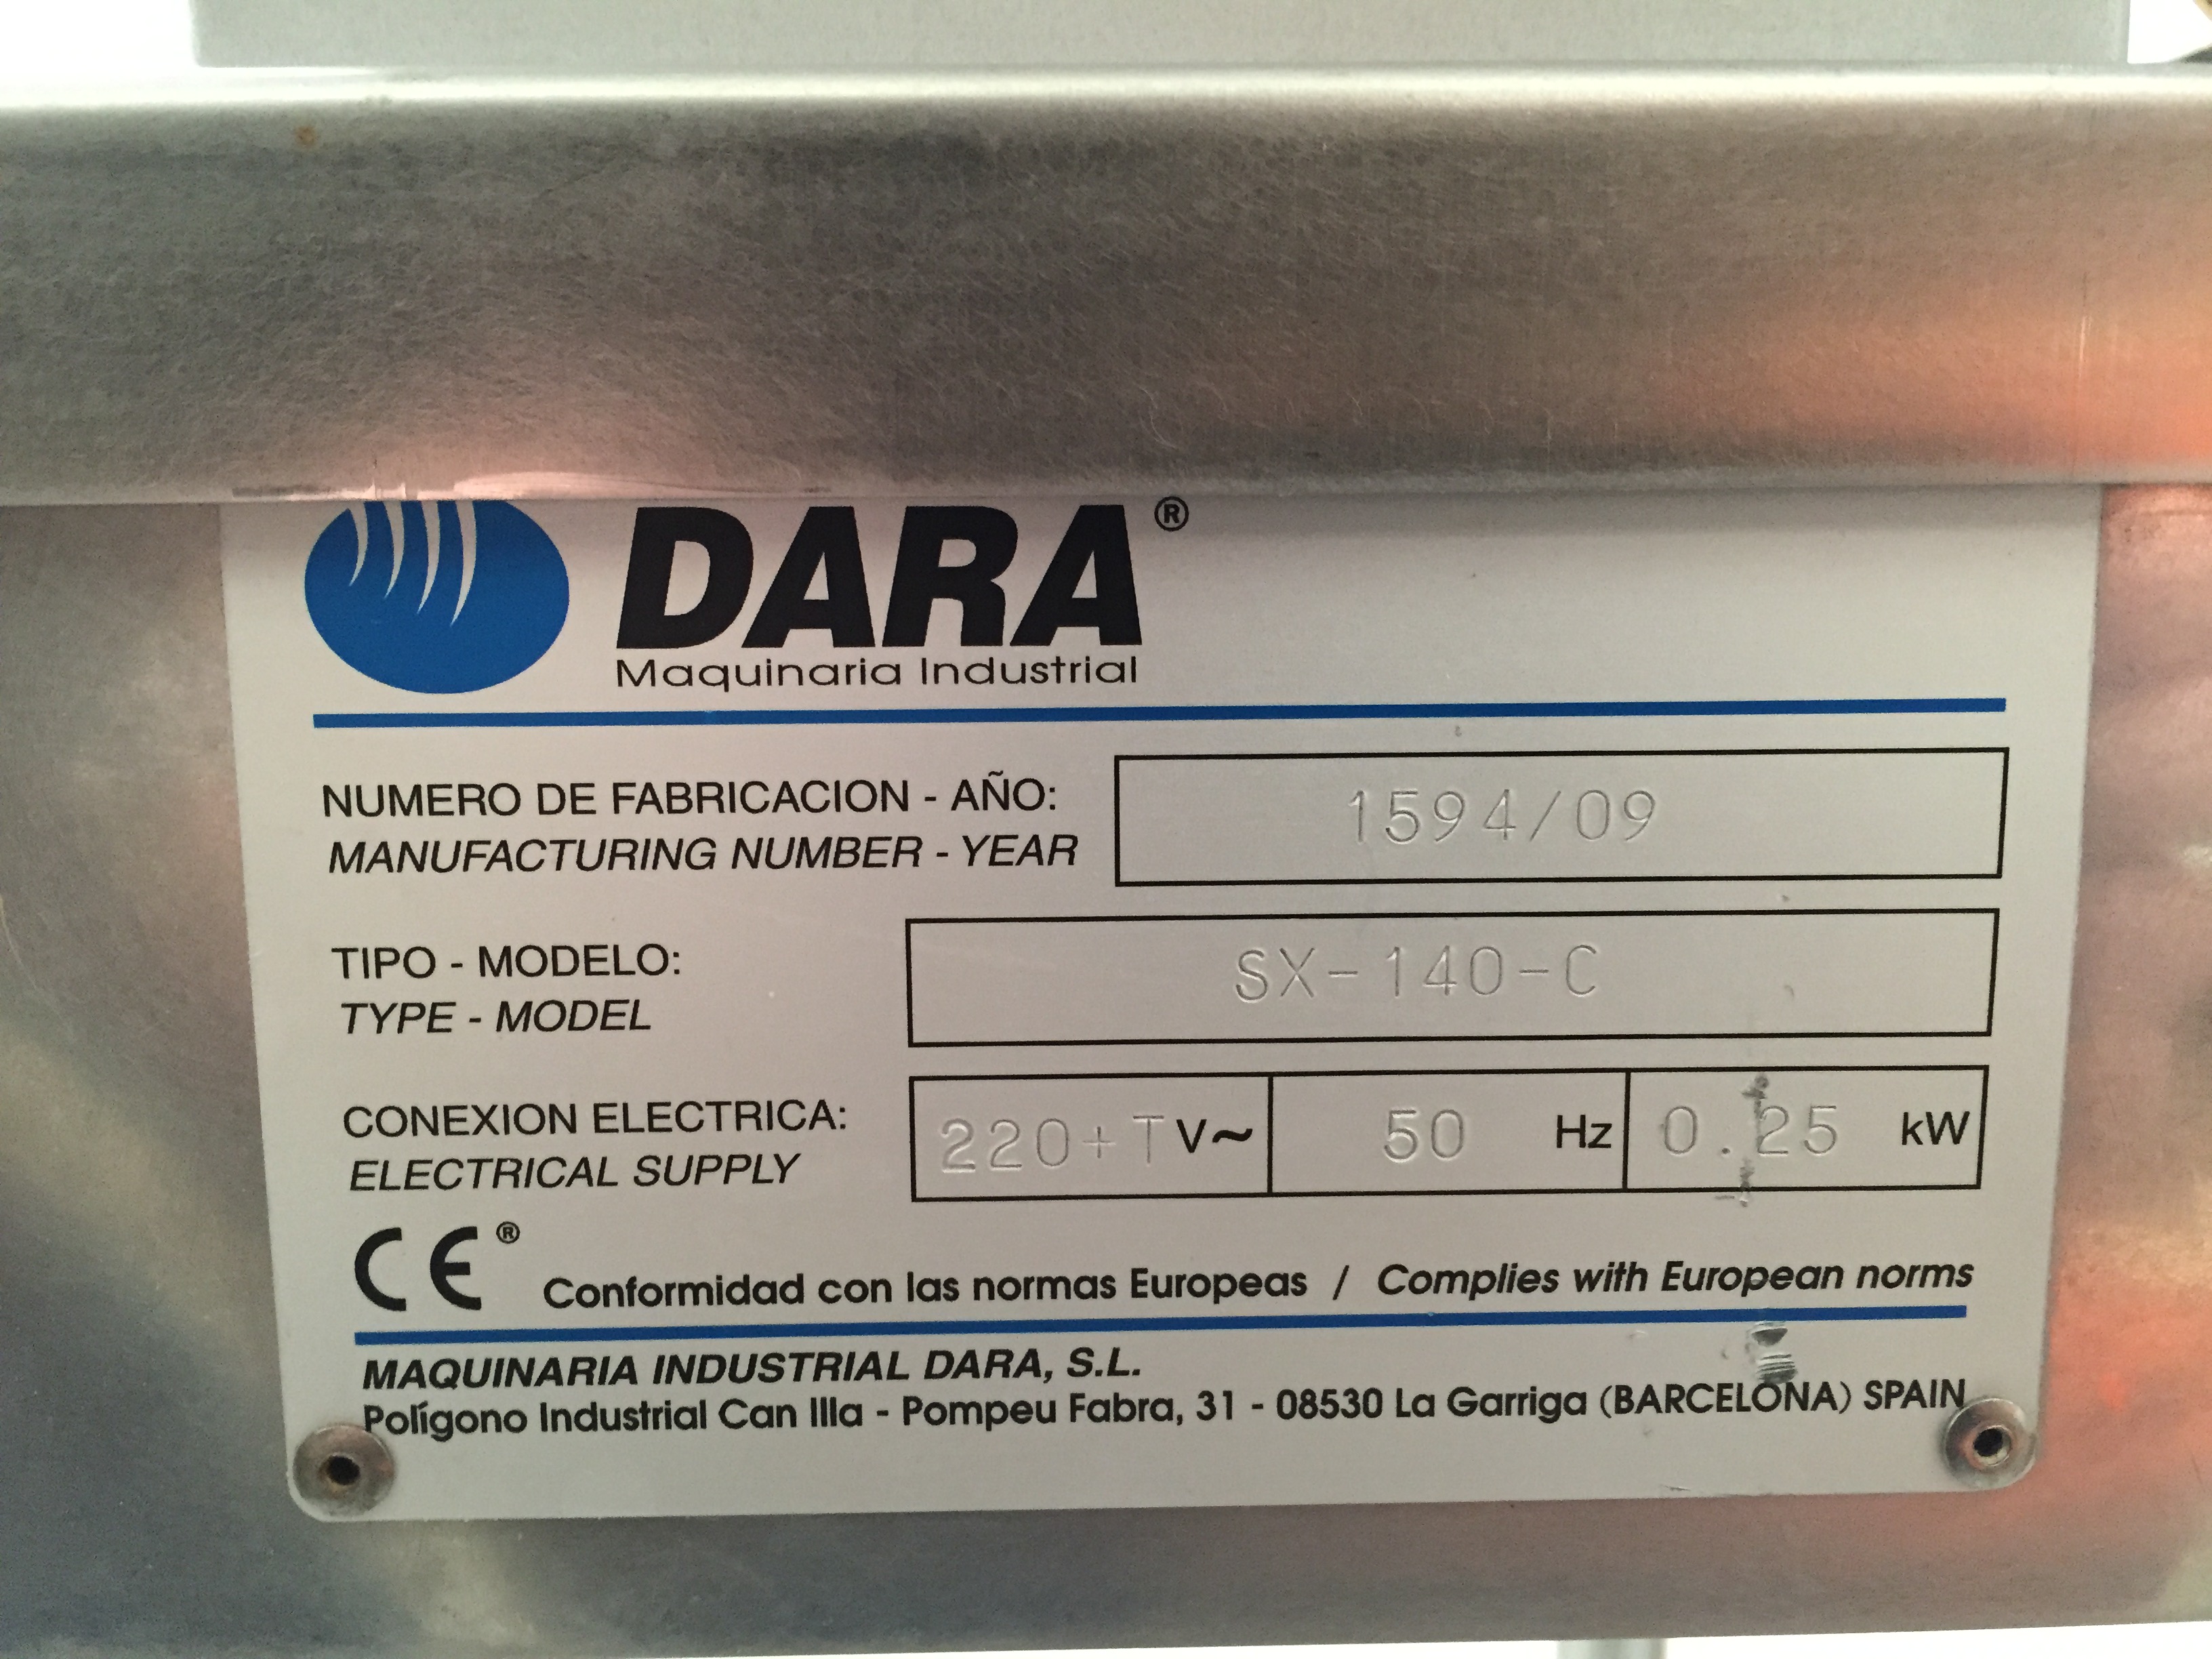 DARA®
Maquinaria Industrial
NUMERO DE FABRICACION - AÑO: 1594/09
MANUFACTURING NUMBER - YEAR
TIPO - MODELO: SX-140-C
TYPE - MODEL
CONEXION ELECTRICA: 220+T V~ 50 Hz 0.25 kW
ELECTRICAL SUPPLY
CE® Conformidad con las normas Europeas / Complies with European norms
MAQUINARIA INDUSTRIAL DARA, S.L.
Polígono Industrial Can Illa - Pompeu Fabra, 31 - 08530 La Garriga (BARCELONA) SPAIN